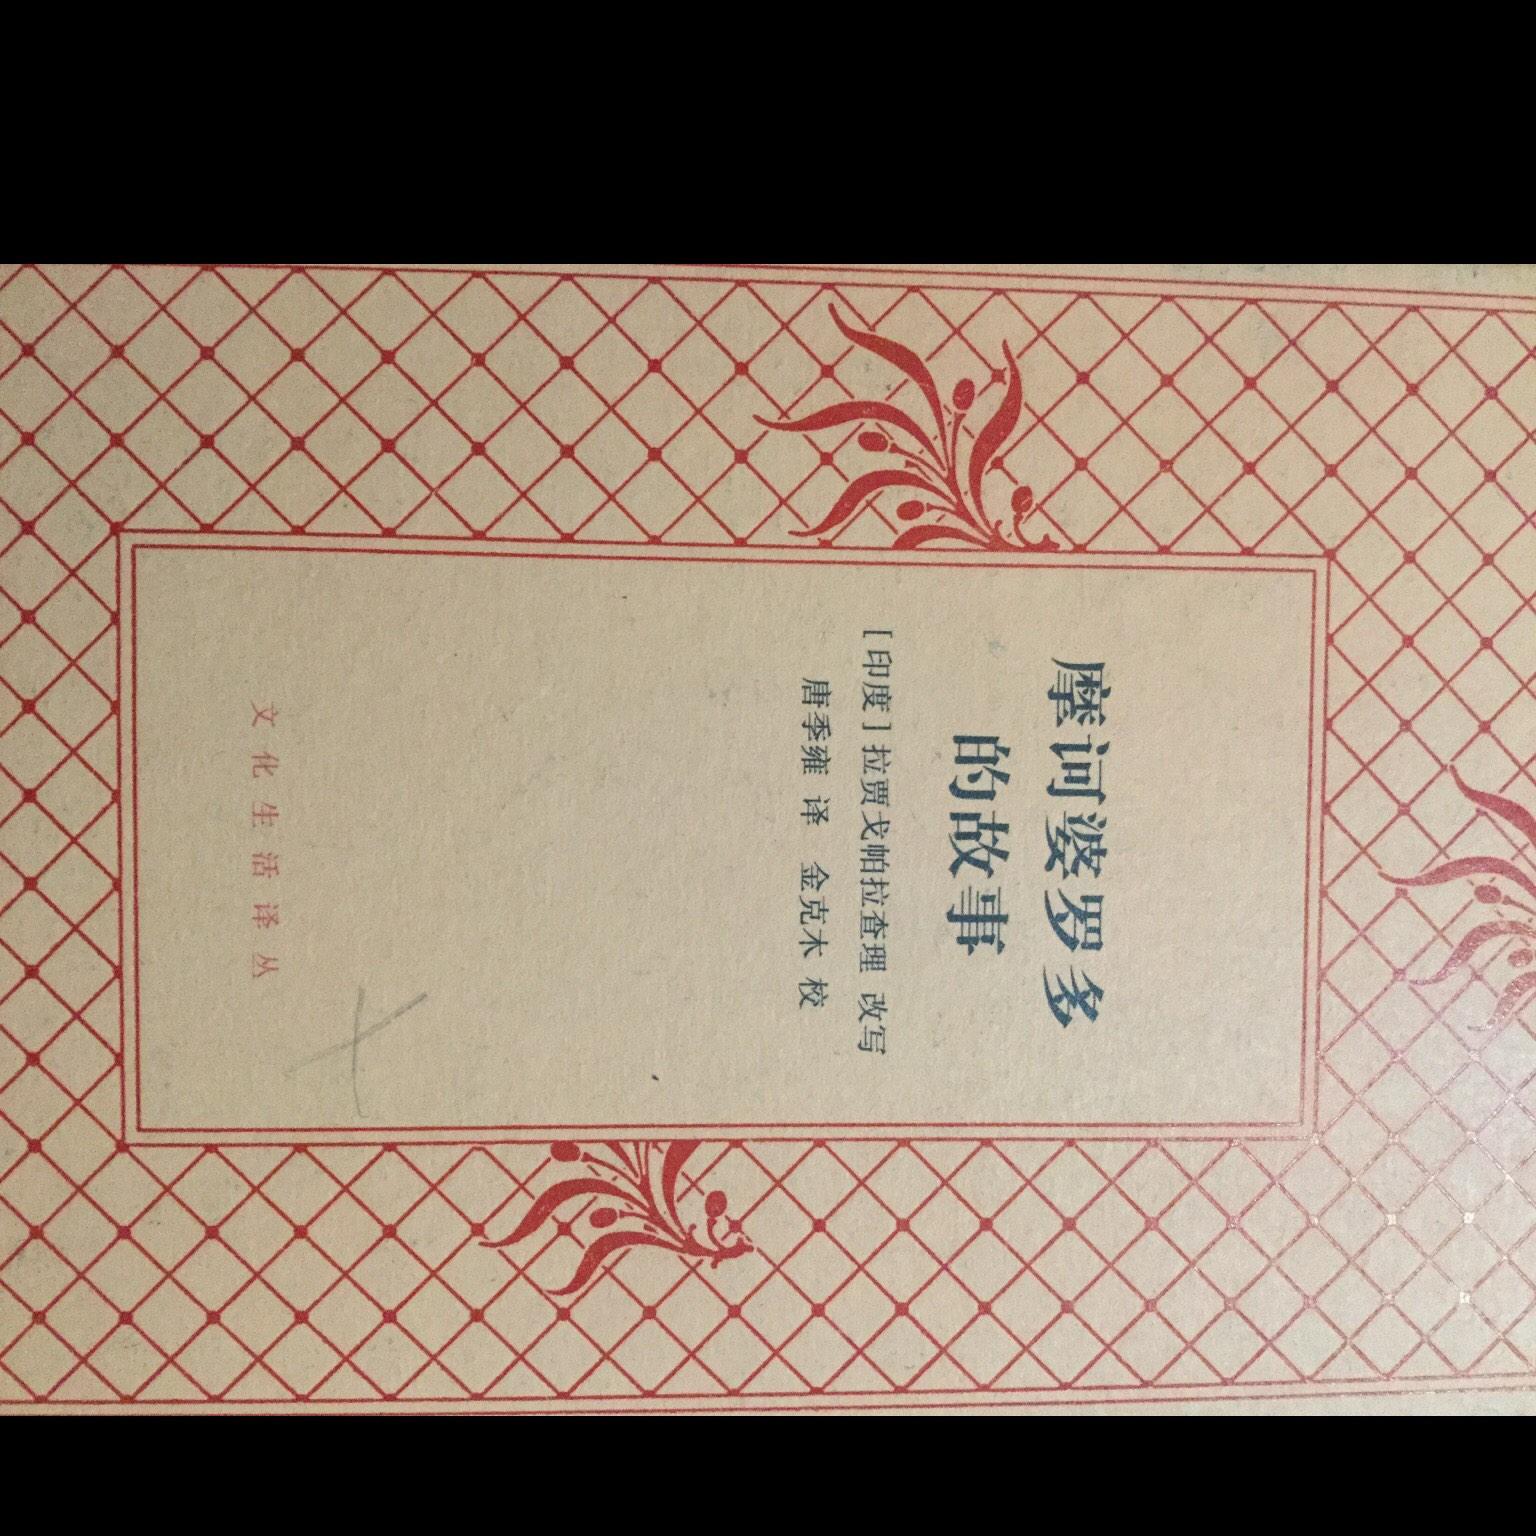 摩诃婆罗多
的故事
[印度]拉贾戈帕拉查理 改写
唐季雍 译 金克木 校
文化生活译丛